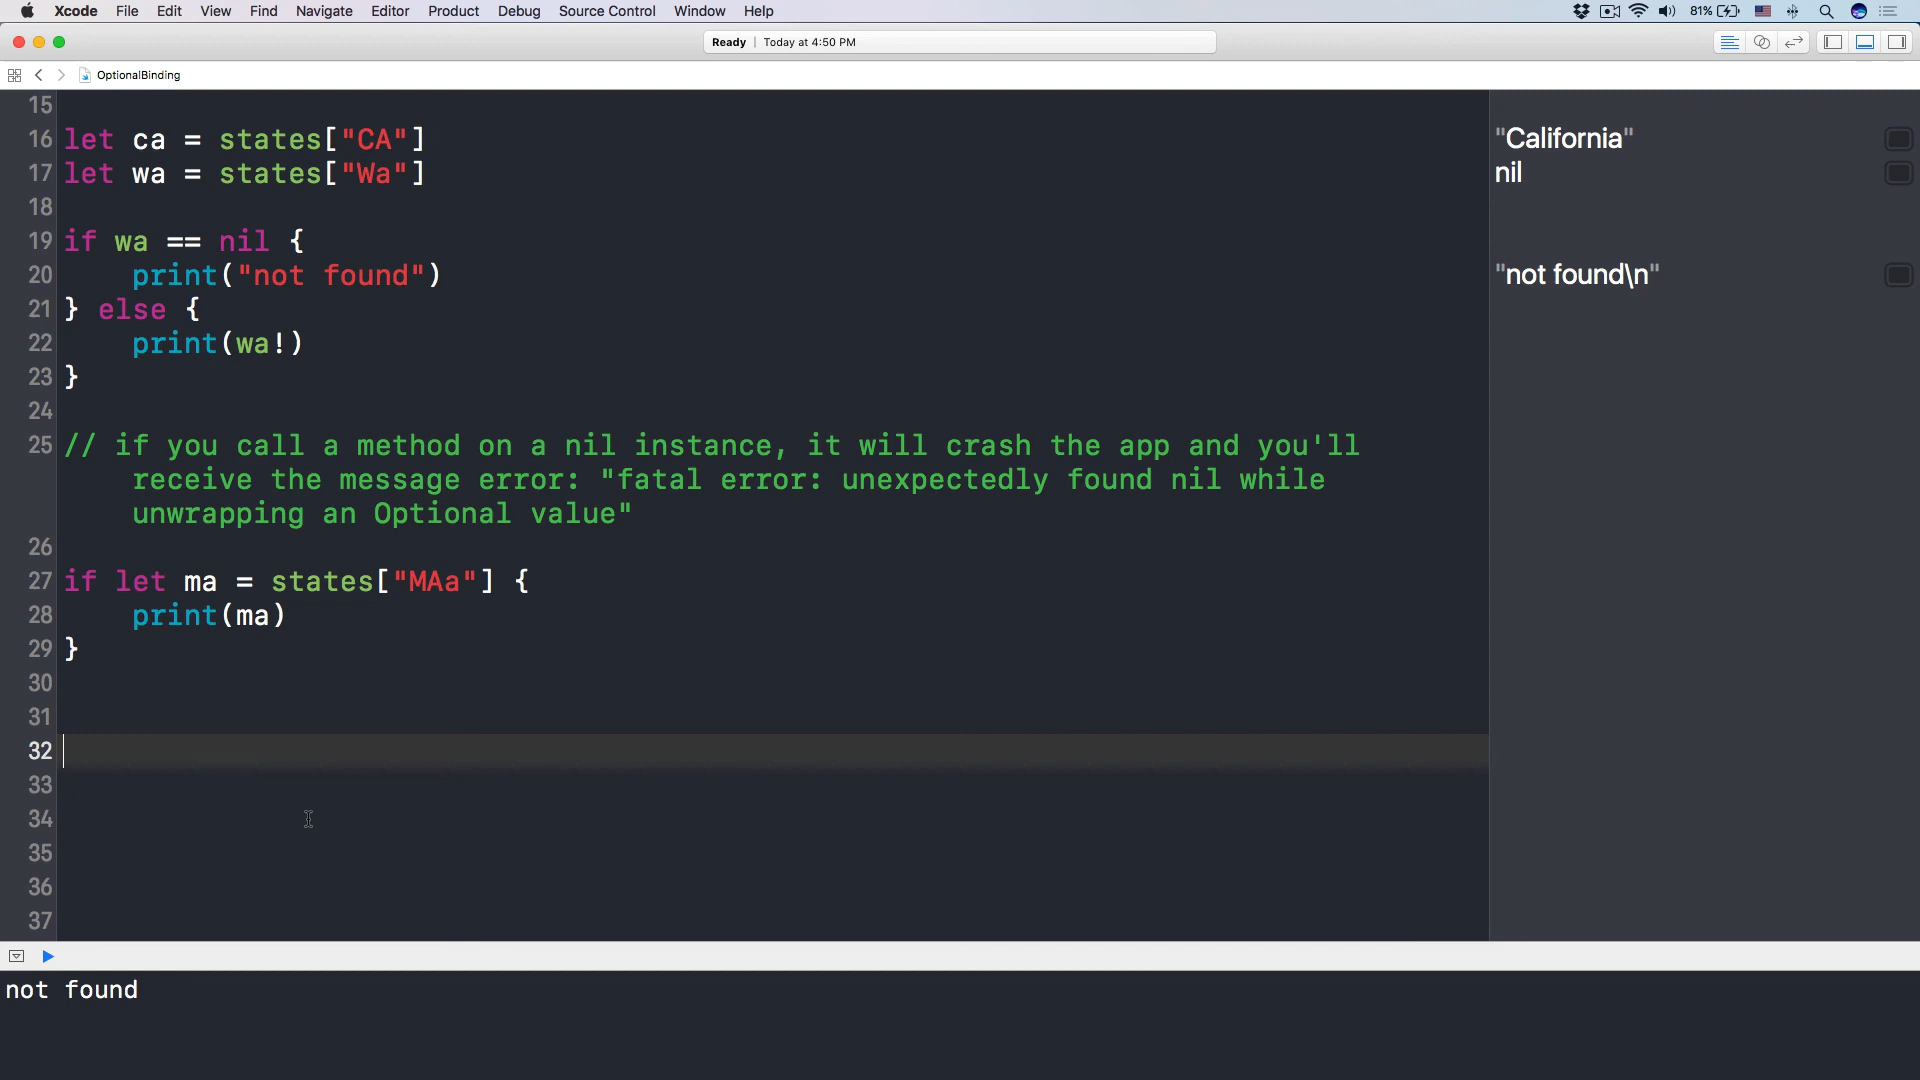 Xcode File Edit View Find Navigate Editor Product Debug Source Control Window Help 81%
Ready | Today at 4:50 PM
OptionalBinding
15
16 let ca = states["CA"] "California"
17 let wa = states["Wa"] nil
18
19 if wa == nil {
20 print("not found") "not found\n"
21 } else {
22 print(wa!)
23 }
24
25 // if you call a method on a nil instance, it will crash the app and you'll
receive the message error: "fatal error: unexpectedly found nil while
unwrapping an Optional value"
26
27 if let ma = states["MAa"] {
28 print(ma)
29 }
30
31
32
33
34
35
36
37
not found